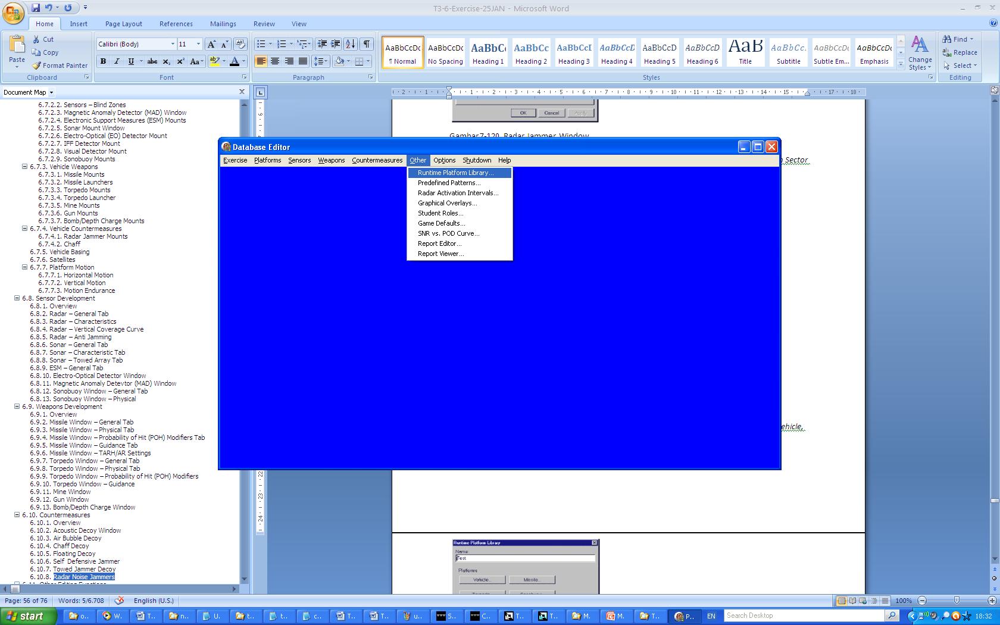 T3-6-Exercise-25JAN - Microsoft Word
Home Insert Page Layout References Mailings Review View
Paste
Cut
Copy
Format Painter
Clipboard
Calibri (Body) 11
Font
Paragraph
AaBbCcDc AaBbCcDc AaBbCc AaBbCc AaBbCcI AaBbCcD AaBbCcD AaBbCcD AaB AaBbCc. AaBbCcDc AaBbCcDc
¶ Normal No Spacing Heading 1 Heading 2 Heading 3 Heading 4 Heading 5 Heading 6 Title Subtitle Subtle Em... Emphasis
Change Styles
Styles
Find
Replace
Select
Editing
Document Map
6.7.2.2. Sensors – Blind Zones
6.7.2.3. Magnetic Anomaly Detector (MAD) Window
6.7.2.4. Electronic Support Measures (ESM) Mounts
6.7.2.5. Sonar Mount Window
6.7.2.6. Electro-Optical (EO) Detector Mount
6.7.2.7. IFF Detector Mount
6.7.2.8. Visual Detector Mount
6.7.2.9. Sonobuoy Mounts
6.7.3. Vehicle Weapons
6.7.3.1. Missile Mounts
6.7.3.2. Missile Launchers
6.7.3.3. Torpedo Mounts
6.7.3.4. Torpedo Launcher
6.7.3.5. Mine Mounts
6.7.3.6. Gun Mounts
6.7.3.7. Bomb/Depth Charge Mounts
6.7.4. Vehicle Countermeasures
6.7.4.1. Radar Jammer Mounts
6.7.4.2. Chaff
6.7.5. Vehicle Basing
6.7.6. Satellites
6.7.7. Platform Motion
6.7.7.1. Horizontal Motion
6.7.7.2. Vertical Motion
6.7.7.3. Motion Endurance
6.8. Sensor Development
6.8.1. Overview
6.8.2. Radar – General Tab
6.8.3. Radar – Characteristics
6.8.4. Radar – Vertical Coverage Curve
6.8.5. Radar – Anti Jamming
6.8.6. Sonar – General Tab
6.8.7. Sonar – Characteristic Tab
6.8.8. Sonar – Towed Array Tab
6.8.9. ESM – General Tab
6.8.10. Electro-Optical Detector Window
6.8.11. Magnetic Anomaly Detevtor (MAD) Window
6.8.12. Sonobuoy Window – General Tab
6.8.13. Sonobuoy Window – Physical
6.9. Weapons Development
6.9.1. Overview
6.9.2. Missile Window – General Tab
6.9.3. Missile Window – Physical Tab
6.9.4. Missile Window – Probability of Hit (POH) Modifiers Tab
6.9.5. Missile Window – Guidance Tab
6.9.6. Missile Window – TARH/AR Settings
6.9.7. Torpedo Window – General Tab
6.9.8. Torpedo Window – Physical Tab
6.9.9. Torpedo Window – Probability of Hit (POH) Modifiers
6.9.10. Torpedo Window – Guidance
6.9.11. Mine Window
6.9.12. Gun Window
6.9.13. Bomb/Depth Charge Window
6.10. Countermeasures
6.10.1. Overview
6.10.2. Acoustic Decoy Window
6.10.3. Air Bubble Decoy
6.10.4. Chaff Decoy
6.10.5. Floating Decoy
6.10.6. Self Defensive Jammer
6.10.7. Towed Jammer Decoy
6.10.8. Radar Noise Jammers
6.11. Other Editing Functions
OK Cancel Apply
Gambar 7-120 Radar Jammer Window
Sector
Database Editor
Exercise Platforms Sensors Weapons Countermeasures Other Options Shutdown Help
Runtime Platform Library...
Predefined Patterns...
Radar Activation Intervals...
Graphical Overlays...
Student Roles...
Game Defaults...
SNR vs. POD Curve...
Report Editor...
Report Viewer...
ehicle,
Runtime Platform Library
Name:
Test
Platforms
Vehicle... Missile...
Page: 56 of 76 Words: 5/6.708 English (U.S.) 100%
start o... W... T... n... U... t... t... c... T... T... u... S... C... T... T... M... M... T... P... EN Search Desktop 18:32